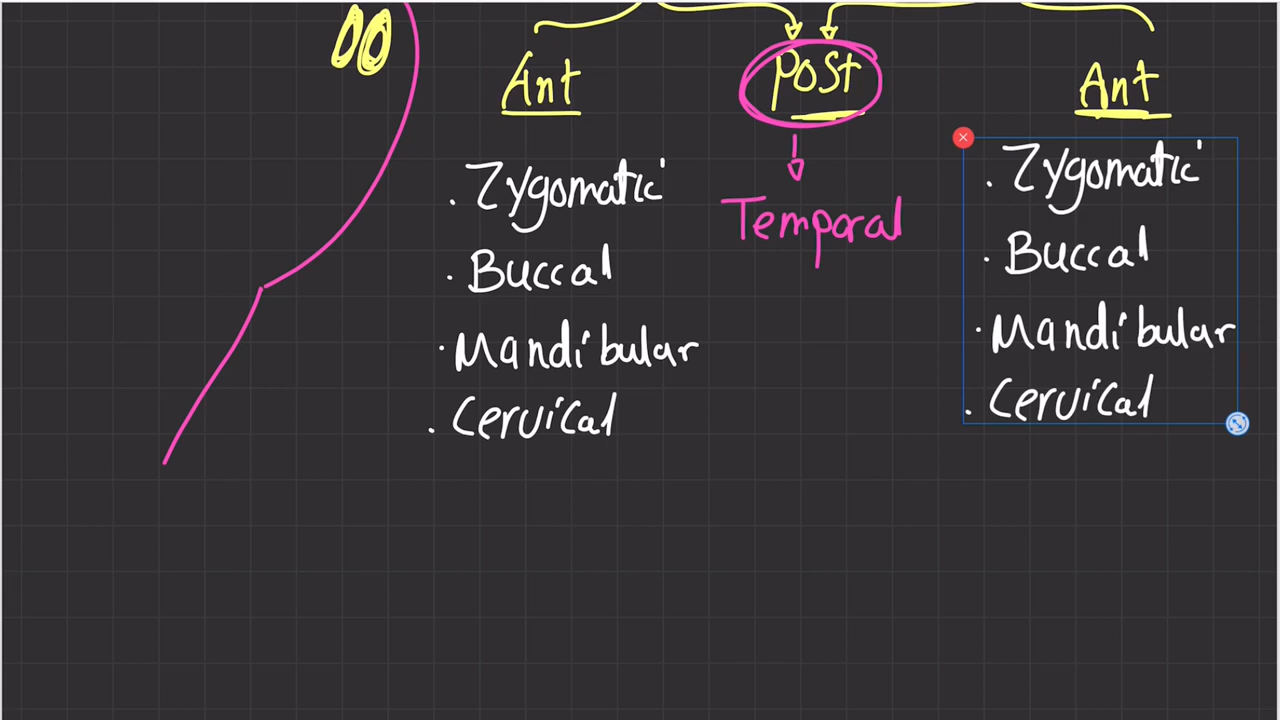 Ant
Post
Ant
Temporal
. Zygomatic
. Buccal
. Mandibular
. Cervical
. Zygomatic
. Buccal
. Mandibular
. Cervical